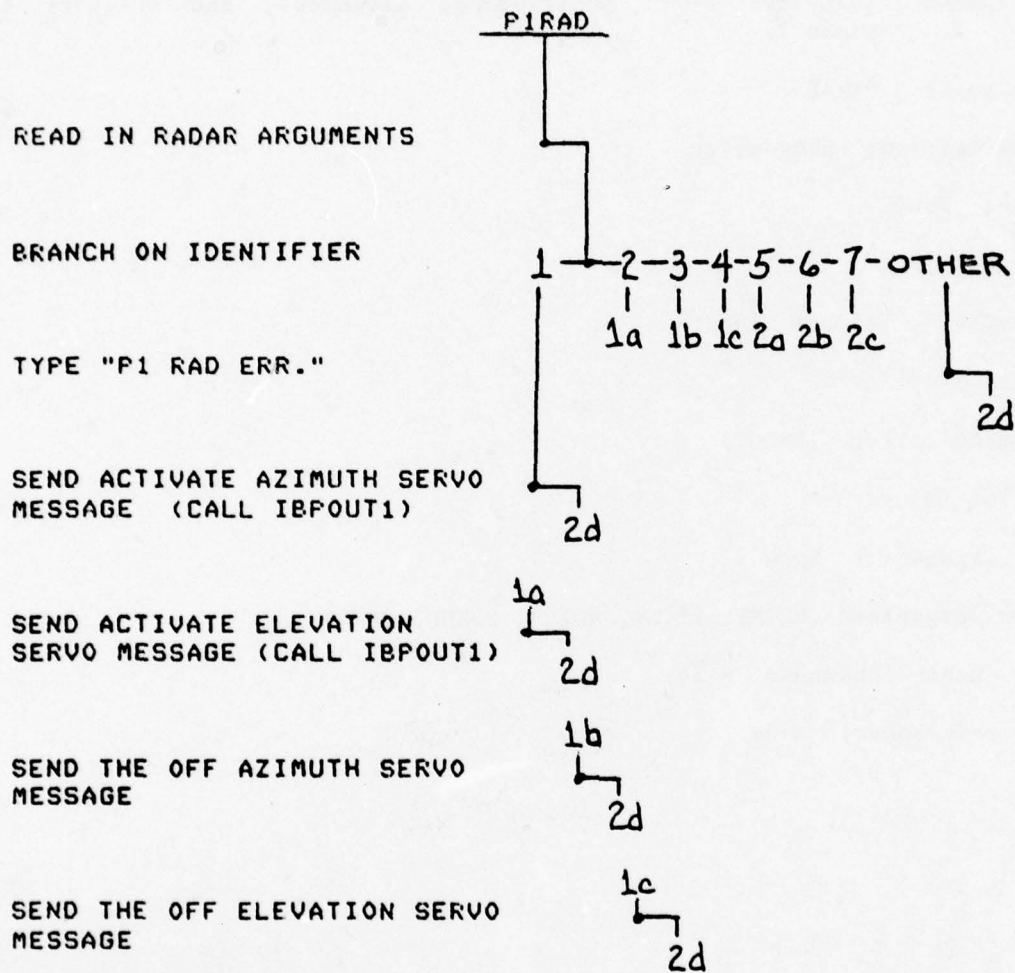 P1RAD
READ IN RADAR ARGUMENTS
BRANCH ON IDENTIFIER
1 2-3-4-5-6-7-OTHER
1a 1b 1c 2a 2b 2c
TYPE "P1 RAD ERR."
2d
SEND ACTIVATE AZIMUTH SERVO
MESSAGE (CALL IBPOUT1)
2d
1a
SEND ACTIVATE ELEVATION
SERVO MESSAGE (CALL IBPOUT1)
2d
1b
SEND THE OFF AZIMUTH SERVO
MESSAGE
2d
1c
SEND THE OFF ELEVATION SERVO
MESSAGE
2d